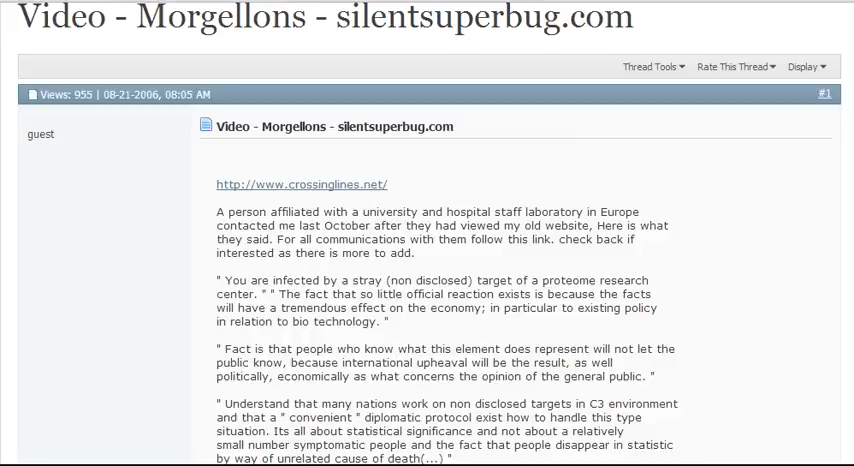 Video - Morgellons - silentsuperbug.com
Thread Tools Rate This Thread Display
Views: 955 | 08-21-2006, 08:05 AM #1
guest
Video - Morgellons - silentsuperbug.com
http://www.crossinglines.net/
A person affiliated with a university and hospital staff laboratory in Europe
contacted me last October after they had viewed my old website, Here is what
they said. For all communications with them follow this link. check back if
interested as there is more to add.
" You are infected by a stray (non disclosed) target of a proteome research
center. " " The fact that so little official reaction exists is because the facts
will have a tremendous effect on the economy; in particular to existing policy
in relation to bio technology. "
" Fact is that people who know what this element does represent will not let the
public know, because international upheaval will be the result, as well
politically, economically as what concerns the opinion of the general public. "
" Understand that many nations work on non disclosed targets in C3 environment
and that a " convenient " diplomatic protocol exist how to handle this type
situation. Its all about statistical significance and not about a relatively
small number symptomatic people and the fact that people disappear in statistic
by way of unrelated cause of death(...) "